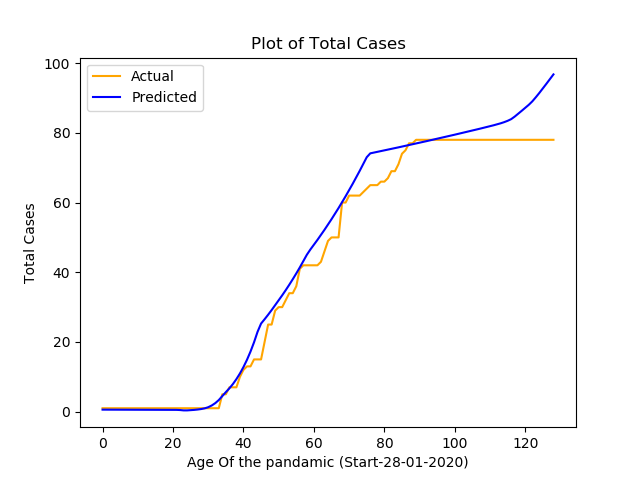 Plot of Total Cases
Actual
Predicted
100
80
60
40
20
0
Total Cases
0 20 40 60 80 100 120
Age Of the pandamic (Start-28-01-2020)